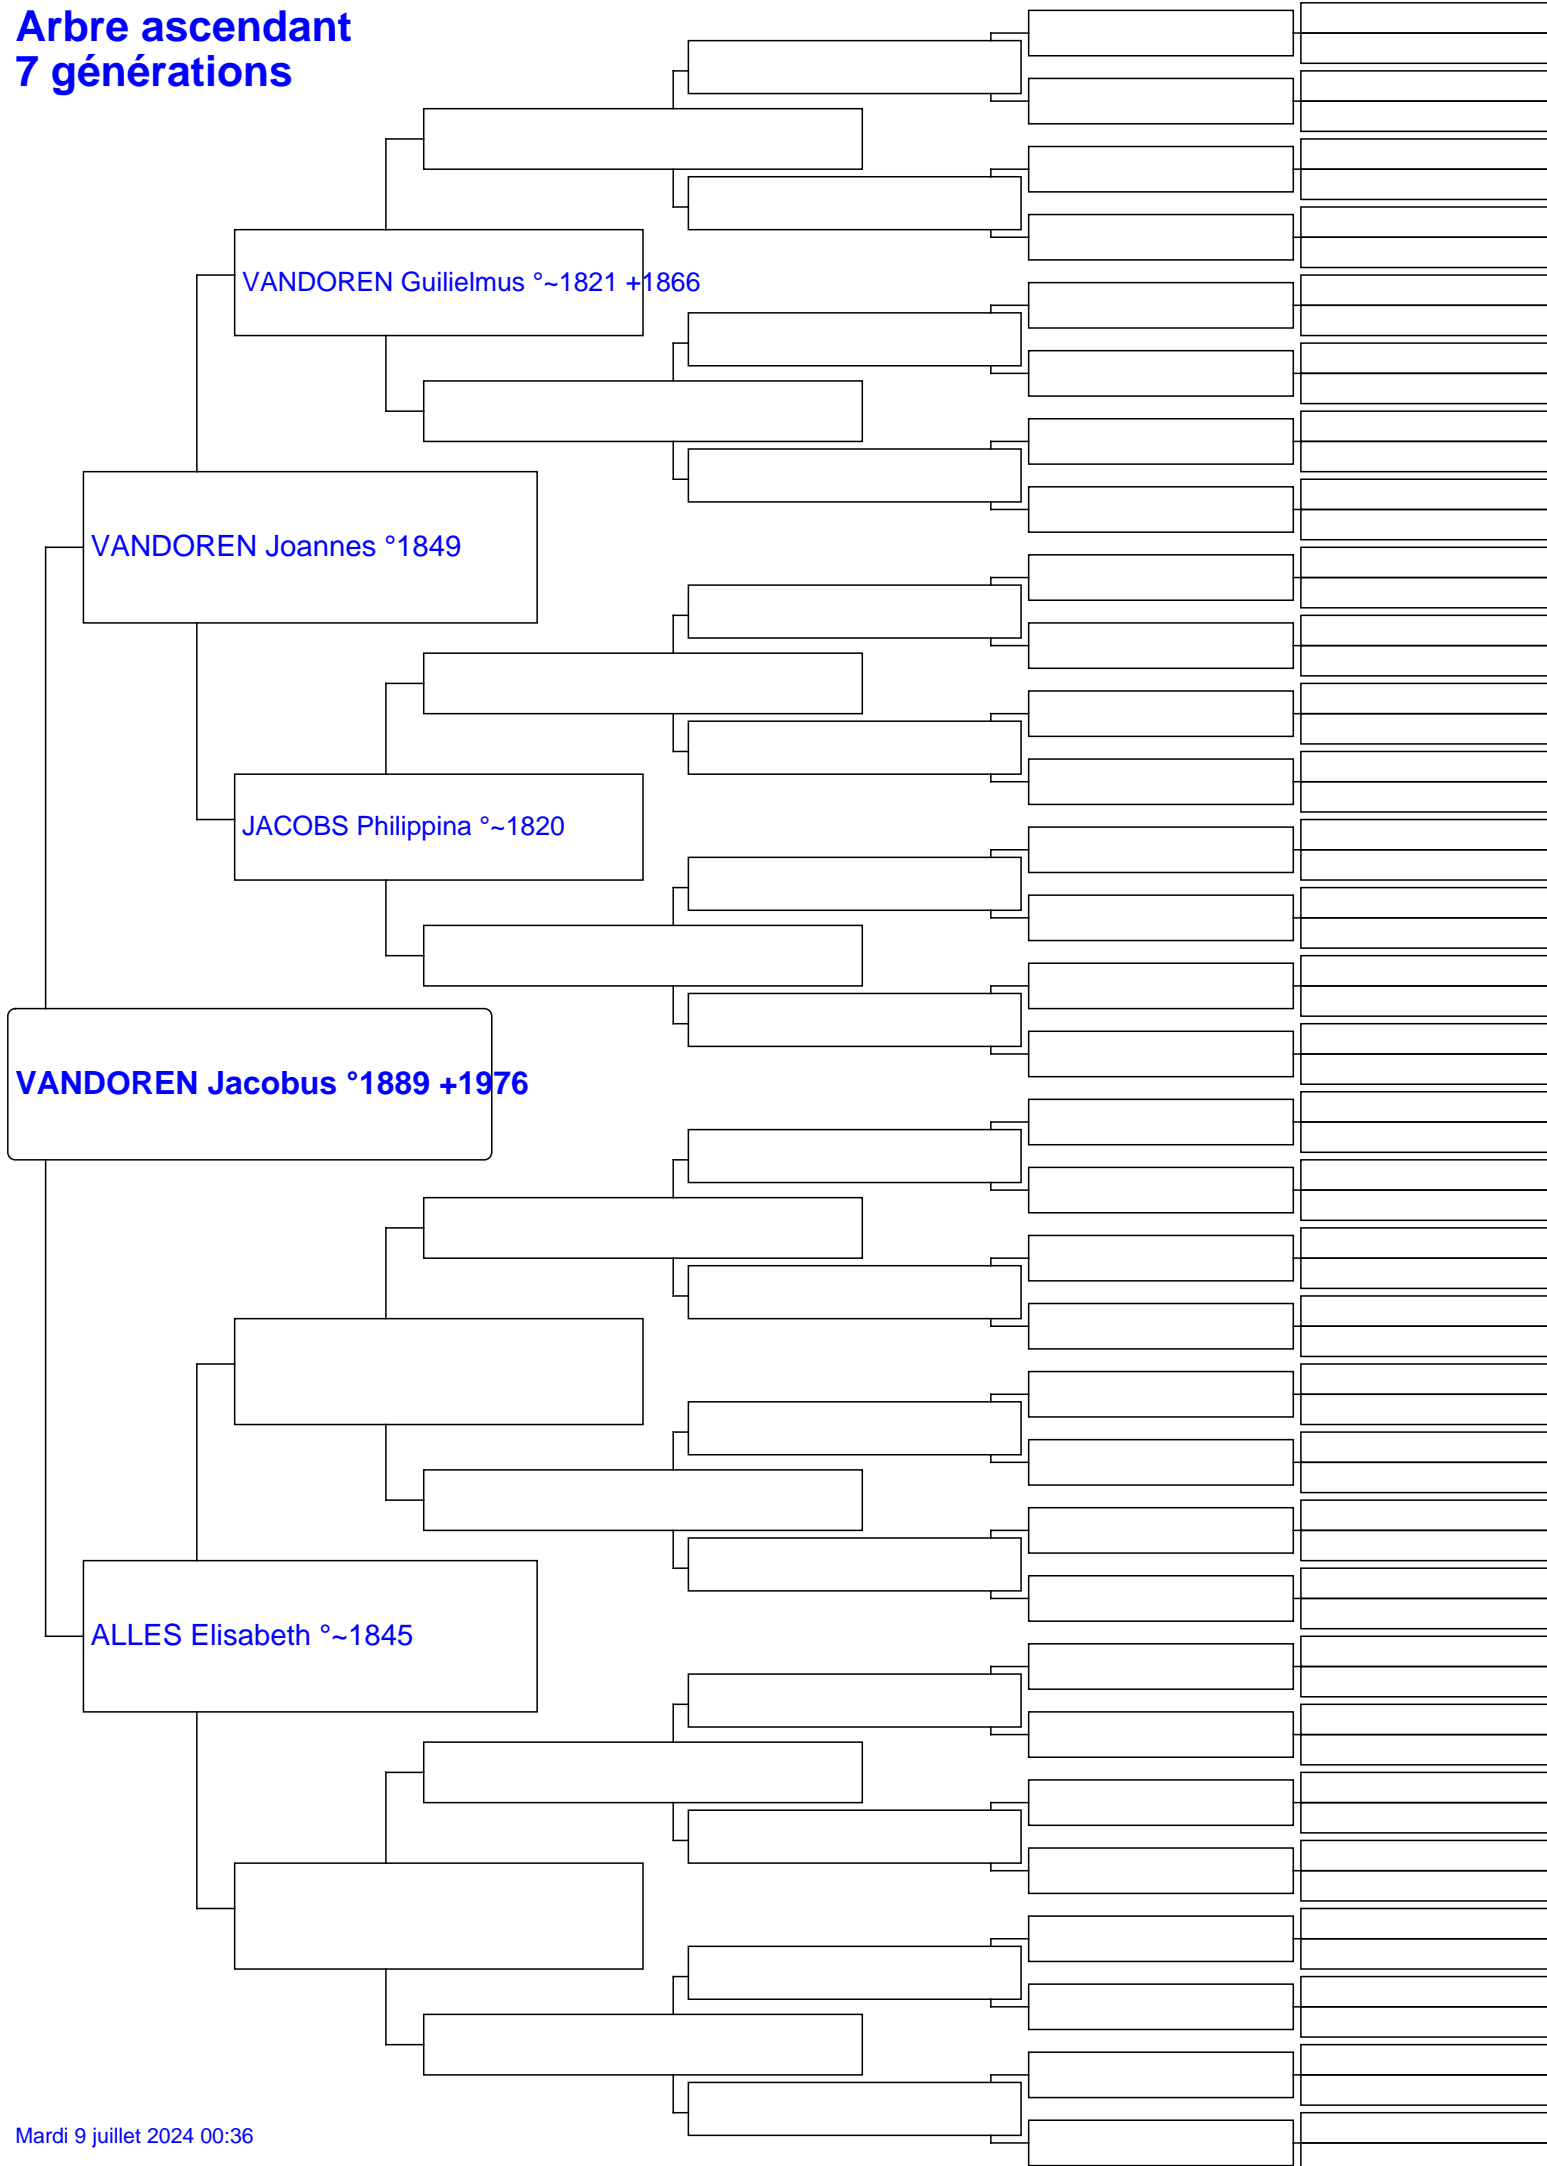 Arbre ascendant
7 générations
VANDOREN Guilielmus °~1821 +1866
VANDOREN Joannes °1849
JACOBS Philippina °~1820
VANDOREN Jacobus °1889 +1976
ALLES Elisabeth °~1845
Mardi 9 juillet 2024 00:36